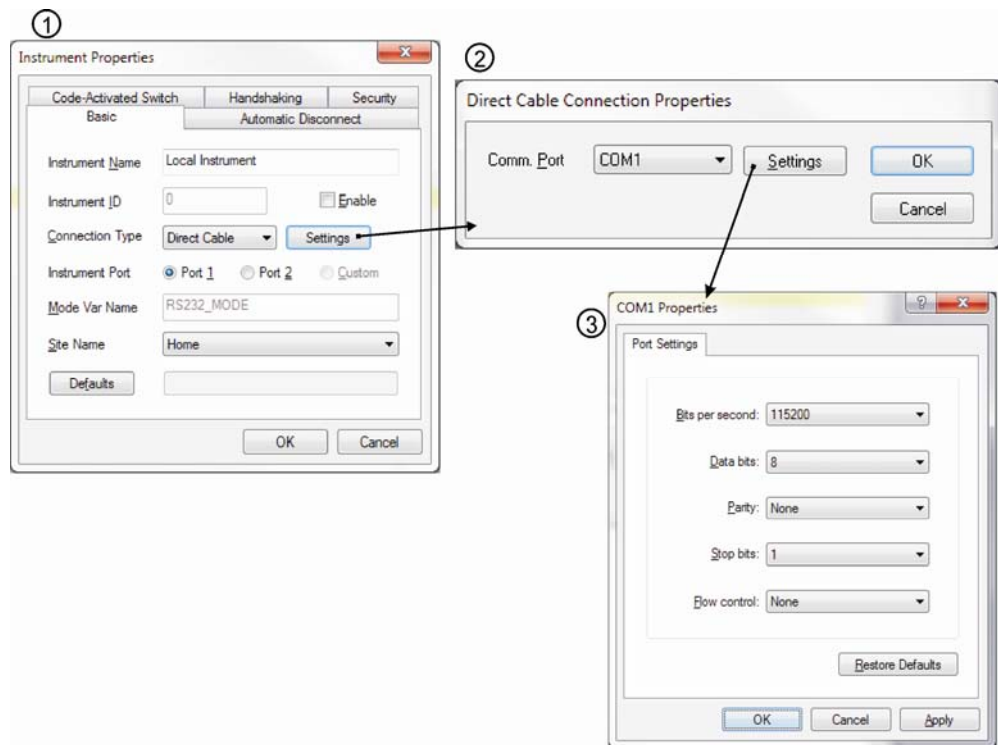 1
Instrument Properties
Code-Activated Switch Handshaking Security
Basic Automatic Disconnect
Instrument Name Local Instrument
Instrument ID 0 Enable
Connection Type Direct Cable Settings
Instrument Port Port 1 Port 2 Custom
Mode Var Name RS232_MODE
Site Name Home
Defaults
OK Cancel
2
Direct Cable Connection Properties
Comm. Port COM1 Settings OK
Cancel
3
COM1 Properties
Port Settings
Bits per second: 115200
Data bits: 8
Parity: None
Stop bits: 1
Flow control: None
Restore Defaults
OK Cancel Apply